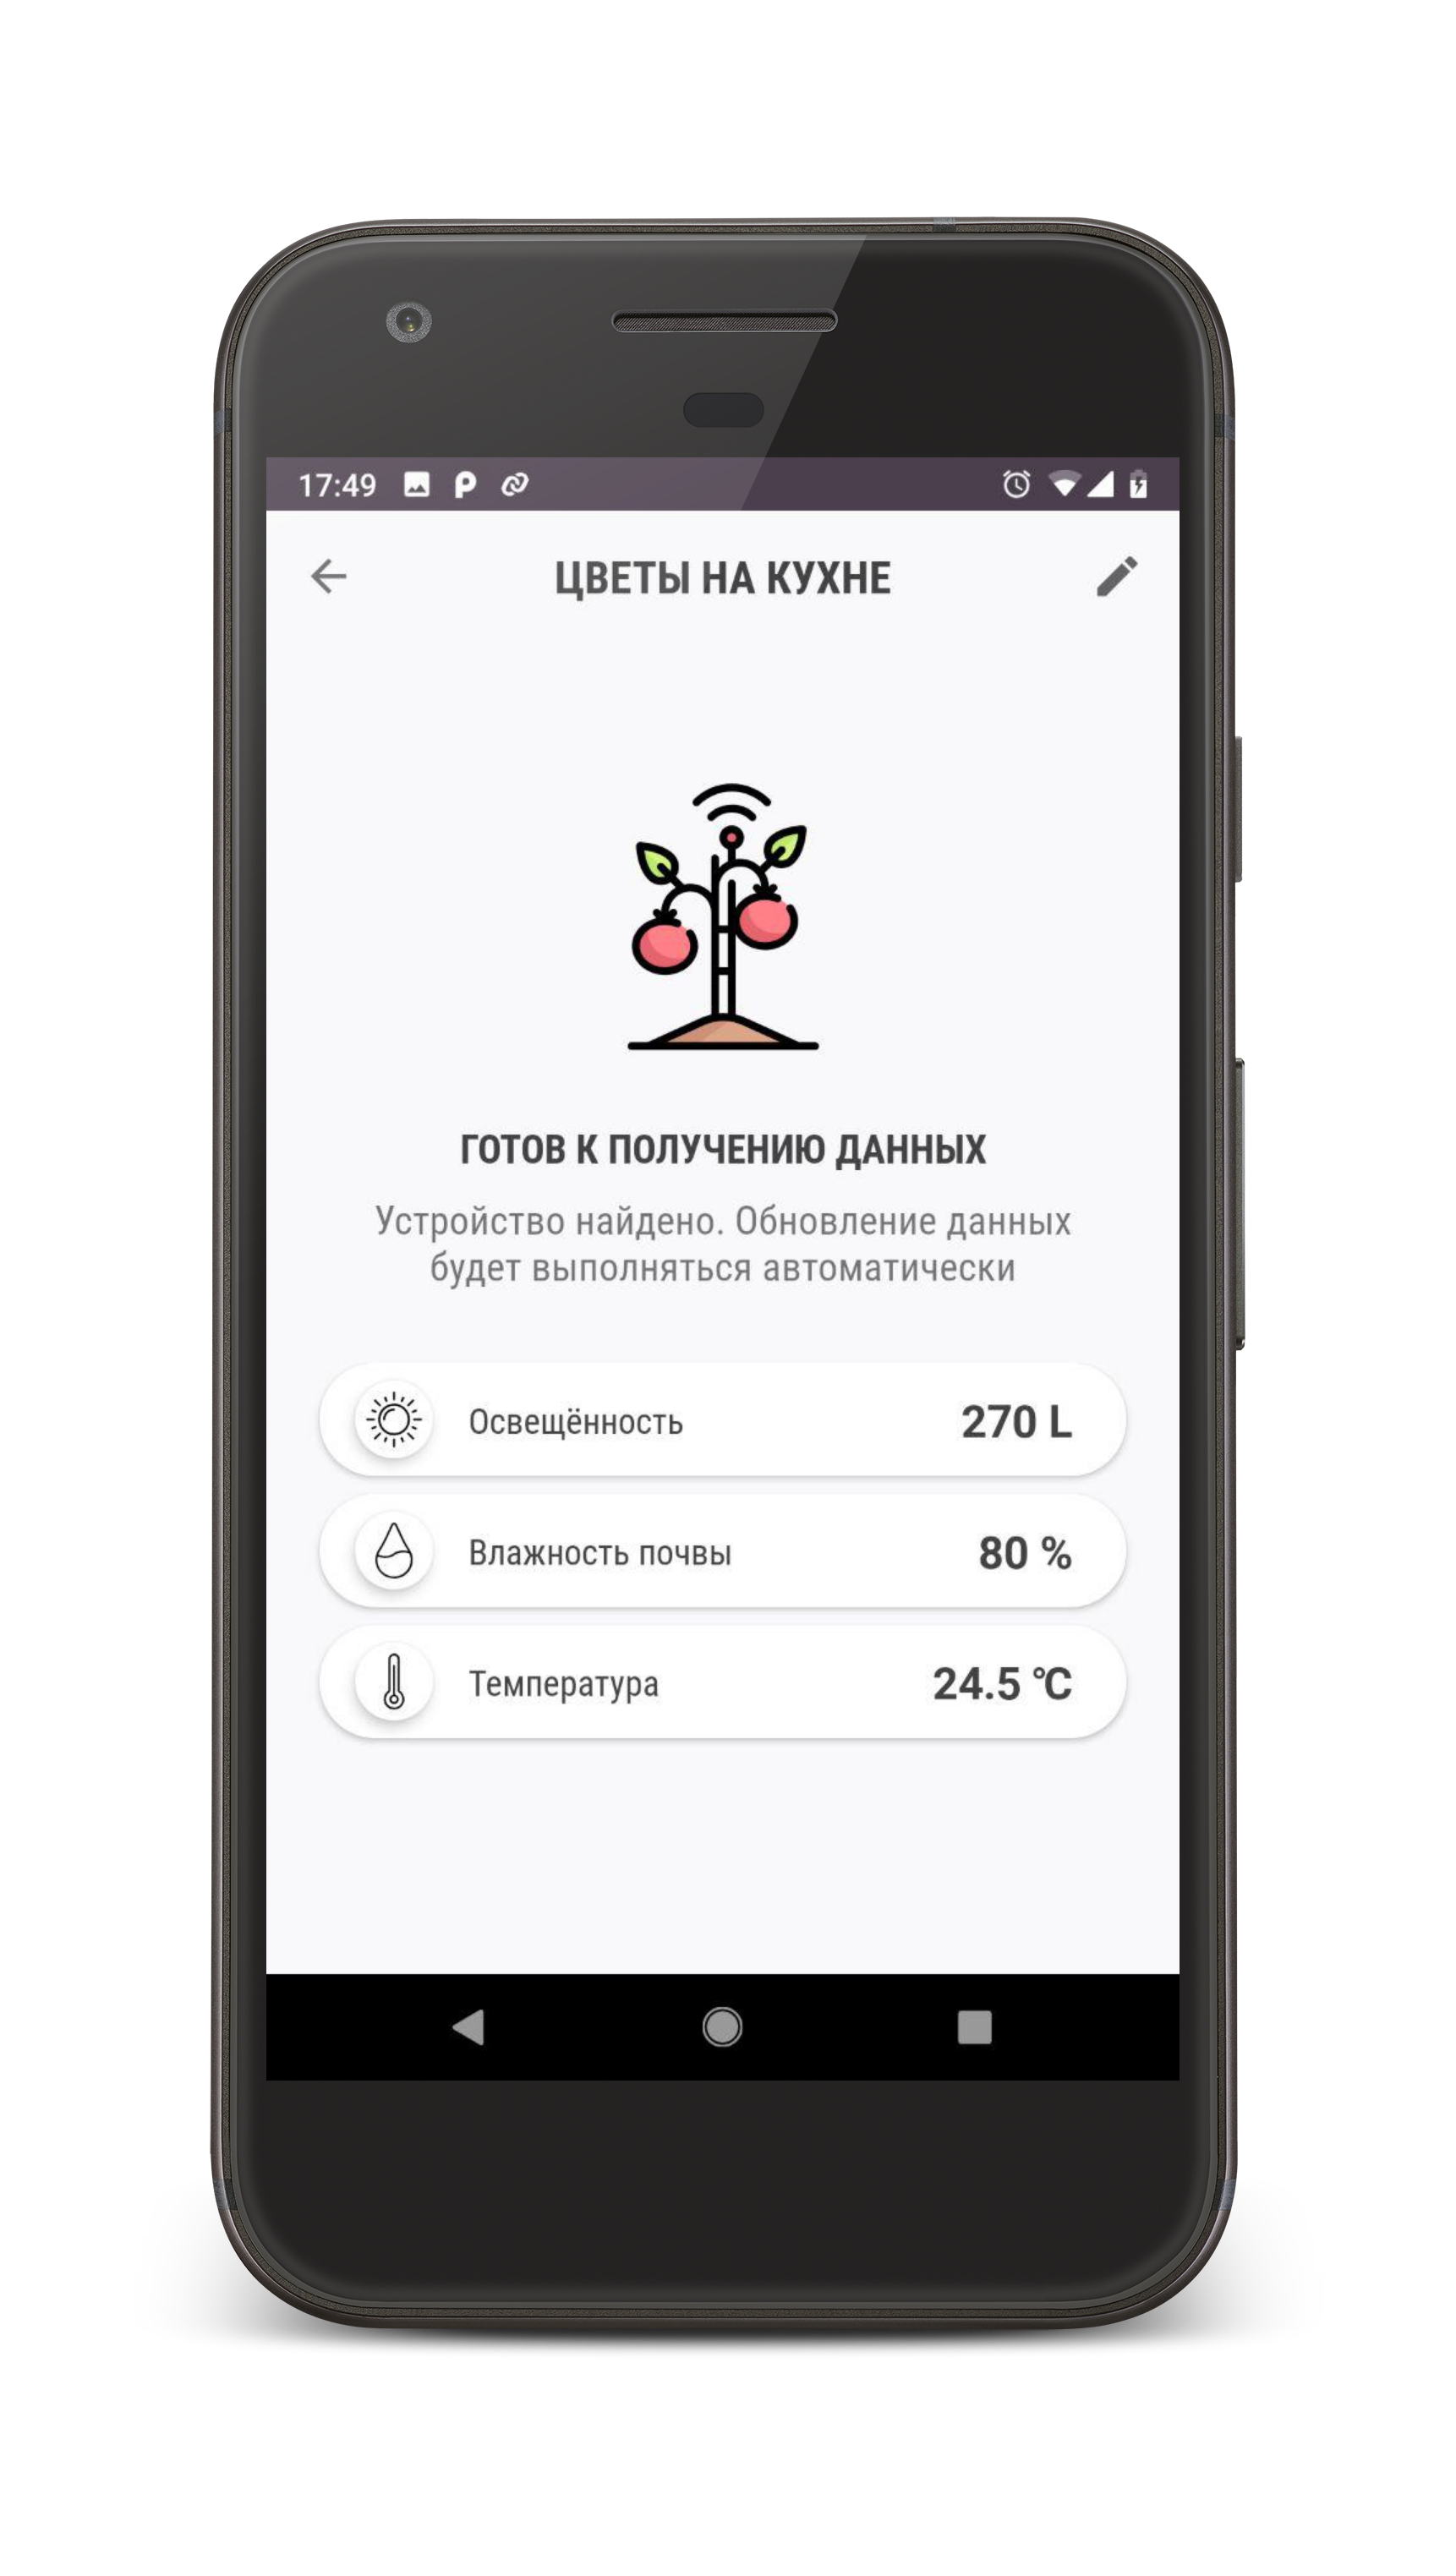 17:49
ЦВЕТЫ НА КУХНЕ
ГОТОВ К ПОЛУЧЕНИЮ ДАННЫХ
Устройство найдено. Обновление данных
будет выполняться автоматически
Освещённость 270 L
Влажность почвы 80 %
Температура 24.5 °C